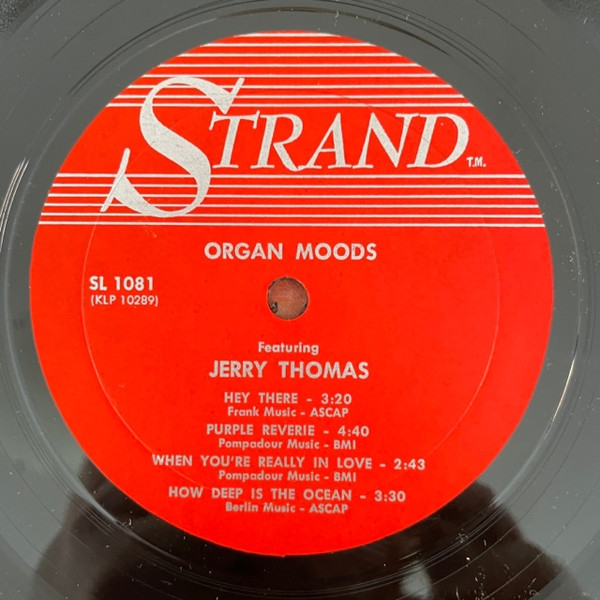 STRAND T.M.
ORGAN MOODS
SL 1081
(KLP 10289)
Featuring
JERRY THOMAS
HEY THERE - 3:20
Frank Music - ASCAP
PURPLE REVERIE - 4:40
Pompadour Music - BMI
WHEN YOU'RE REALLY IN LOVE - 2:43
Pompadour Music - BMI
HOW DEEP IS THE OCEAN - 3:30
Berlin Music - ASCAP